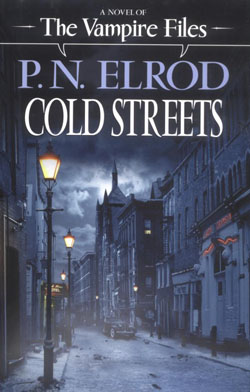 A NOVEL OF
The Vampire Files
P. N. ELROD
COLD STREETS